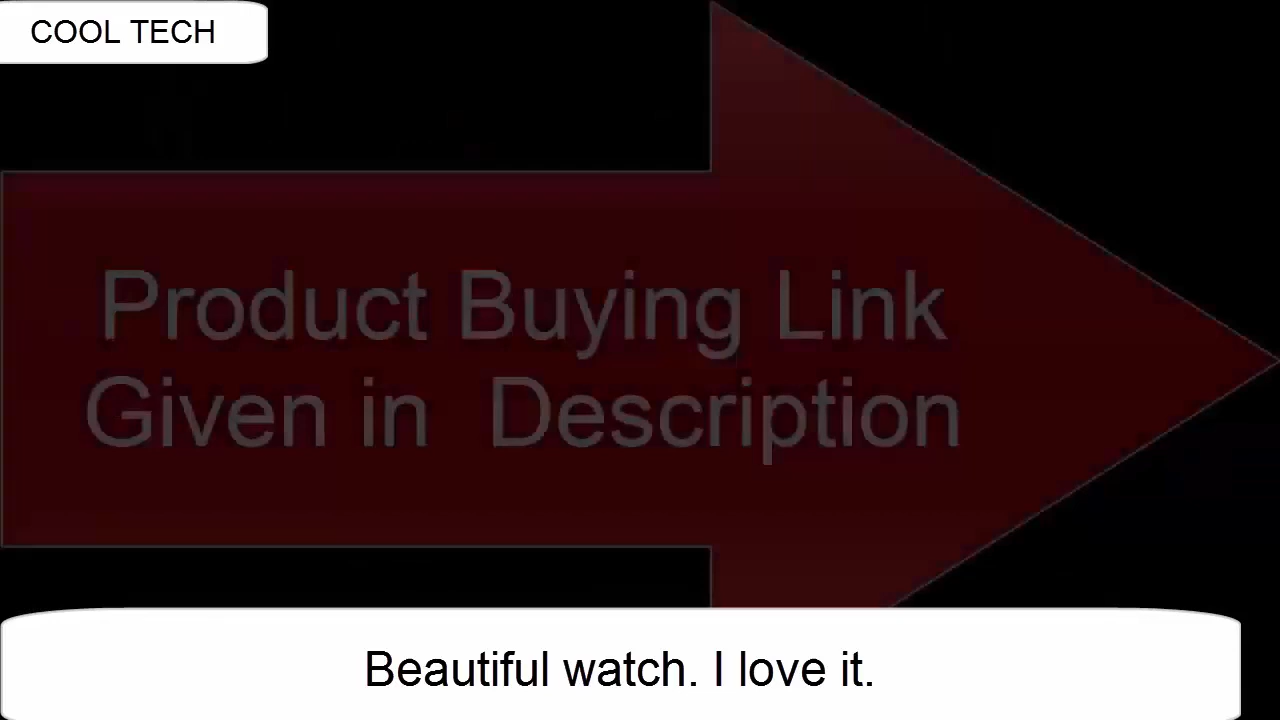 COOL TECH
Product Buying Link
Given in  Description
Beautiful watch. I love it.